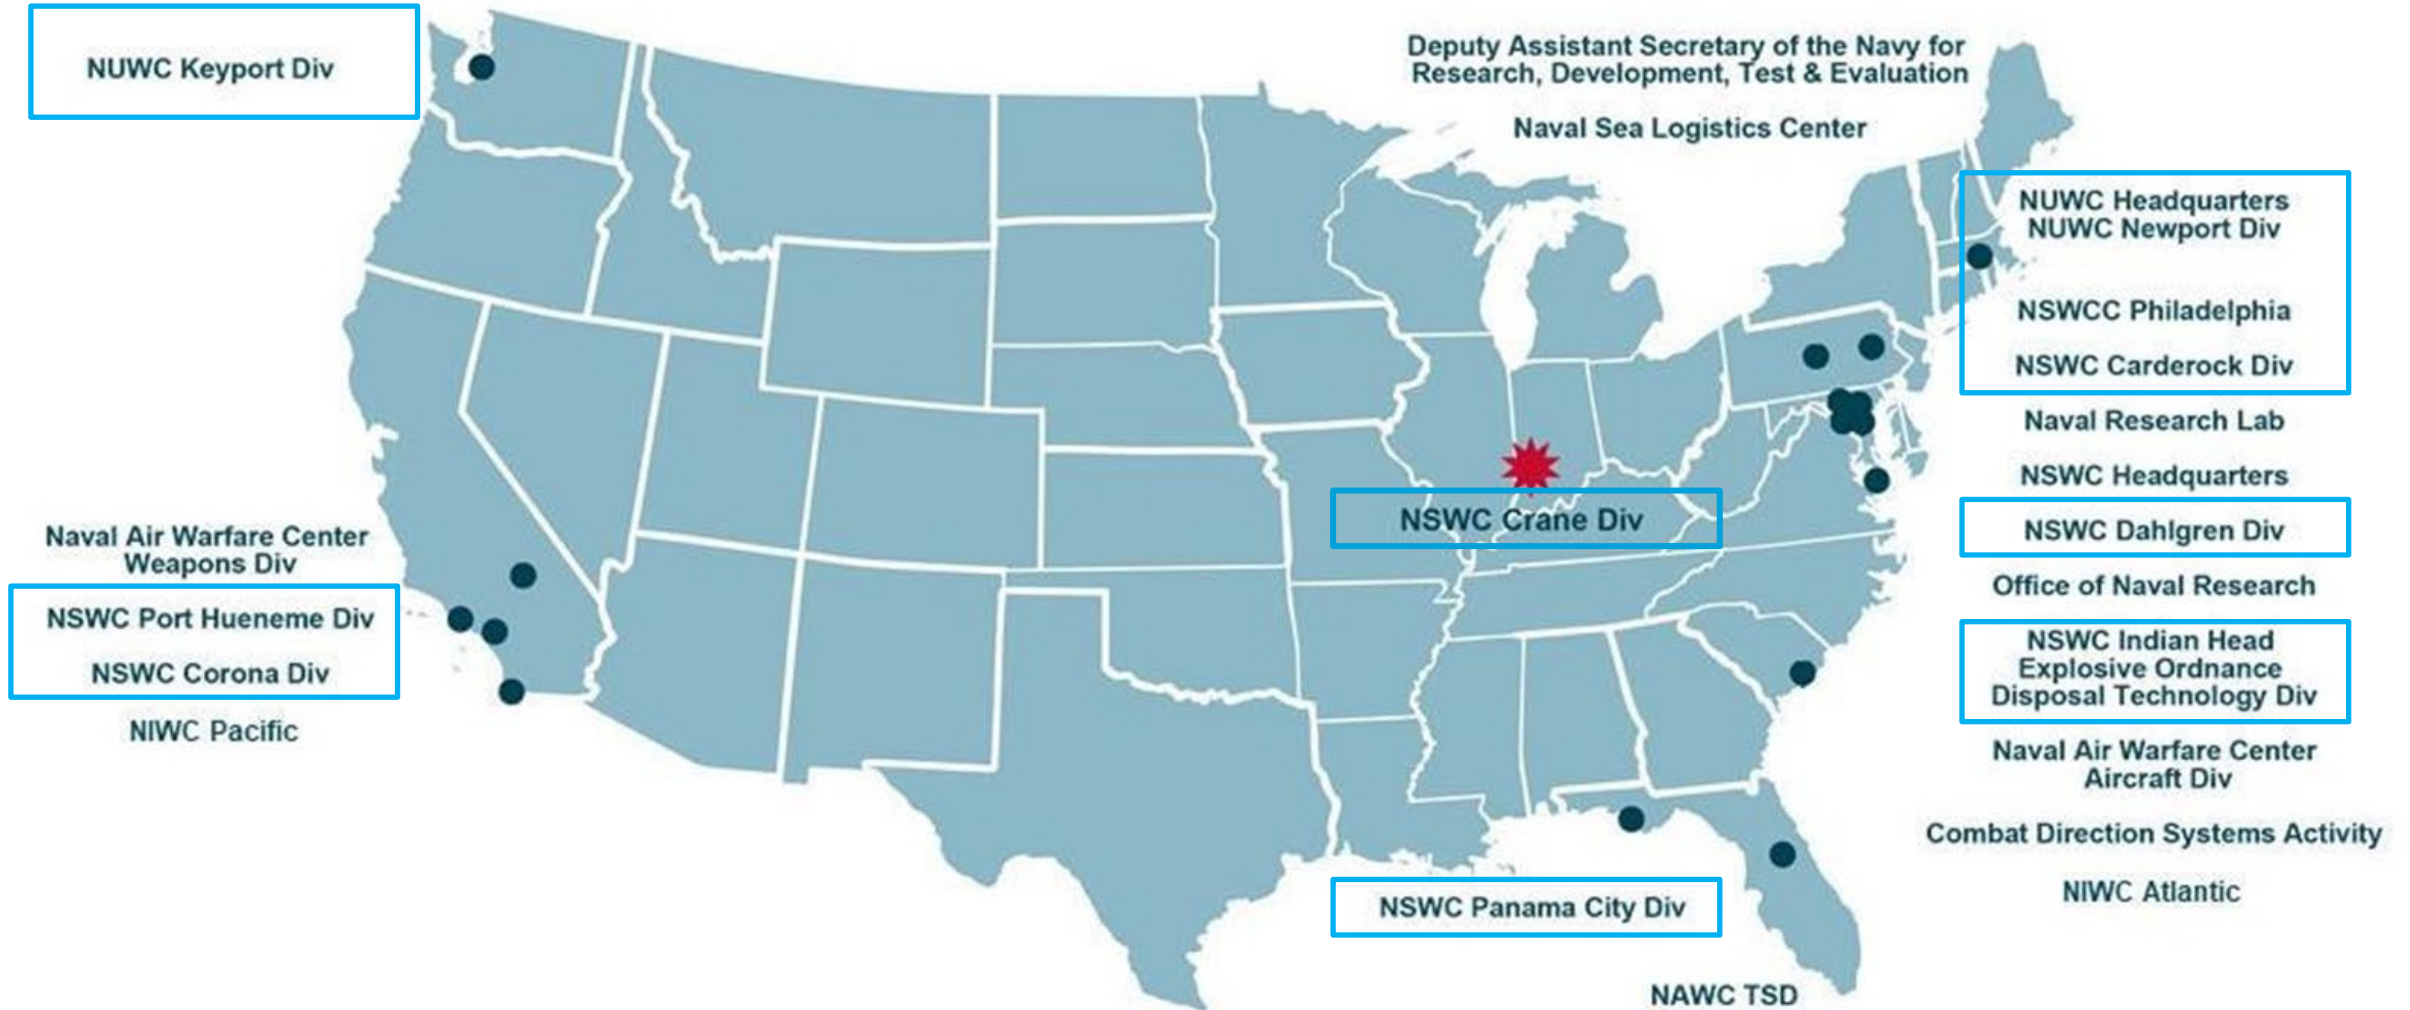 NUWC Keyport Div
Deputy Assistant Secretary of the Navy for
Research, Development, Test & Evaluation
Naval Sea Logistics Center
NUWC Headquarters
NUWC Newport Div
NSWCC Philadelphia
NSWC Carderock Div
Naval Research Lab
NSWC Headquarters
NSWC Dahlgren Div
Office of Naval Research
NSWC Indian Head
Explosive Ordnance
Disposal Technology Div
Naval Air Warfare Center
Aircraft Div
Combat Direction Systems Activity
NIWC Atlantic
NSWC Crane Div
Naval Air Warfare Center
Weapons Div
NSWC Port Hueneme Div
NSWC Corona Div
NIWC Pacific
NSWC Panama City Div
NAWC TSD